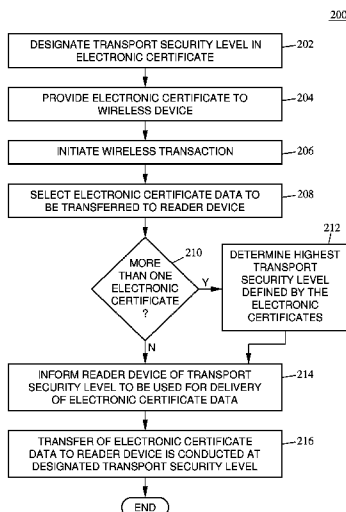 200
DESIGNATE TRANSPORT SECURITY LEVEL IN
ELECTRONIC CERTIFICATE
202
PROVIDE ELECTRONIC CERTIFICATE TO
WIRELESS DEVICE
204
INITIATE WIRELESS TRANSACTION
206
SELECT ELECTRONIC CERTIFICATE DATA TO
BE TRANSFERRED TO READER DEVICE
208
MORE
THAN ONE
ELECTRONIC
CERTIFICATE
?
210
Y
N
212
DETERMINE HIGHEST
TRANSPORT
SECURITY LEVEL
DEFINED BY THE
ELECTRONIC
CERTIFICATES
INFORM READER DEVICE OF TRANSPORT
SECURITY LEVEL TO BE USED FOR DELIVERY
OF ELECTRONIC CERTIFICATE DATA
214
TRANSFER OF ELECTRONIC CERTIFICATE
DATA TO READER DEVICE IS CONDUCTED AT
DESIGNATED TRANSPORT SECURITY LEVEL
216
END